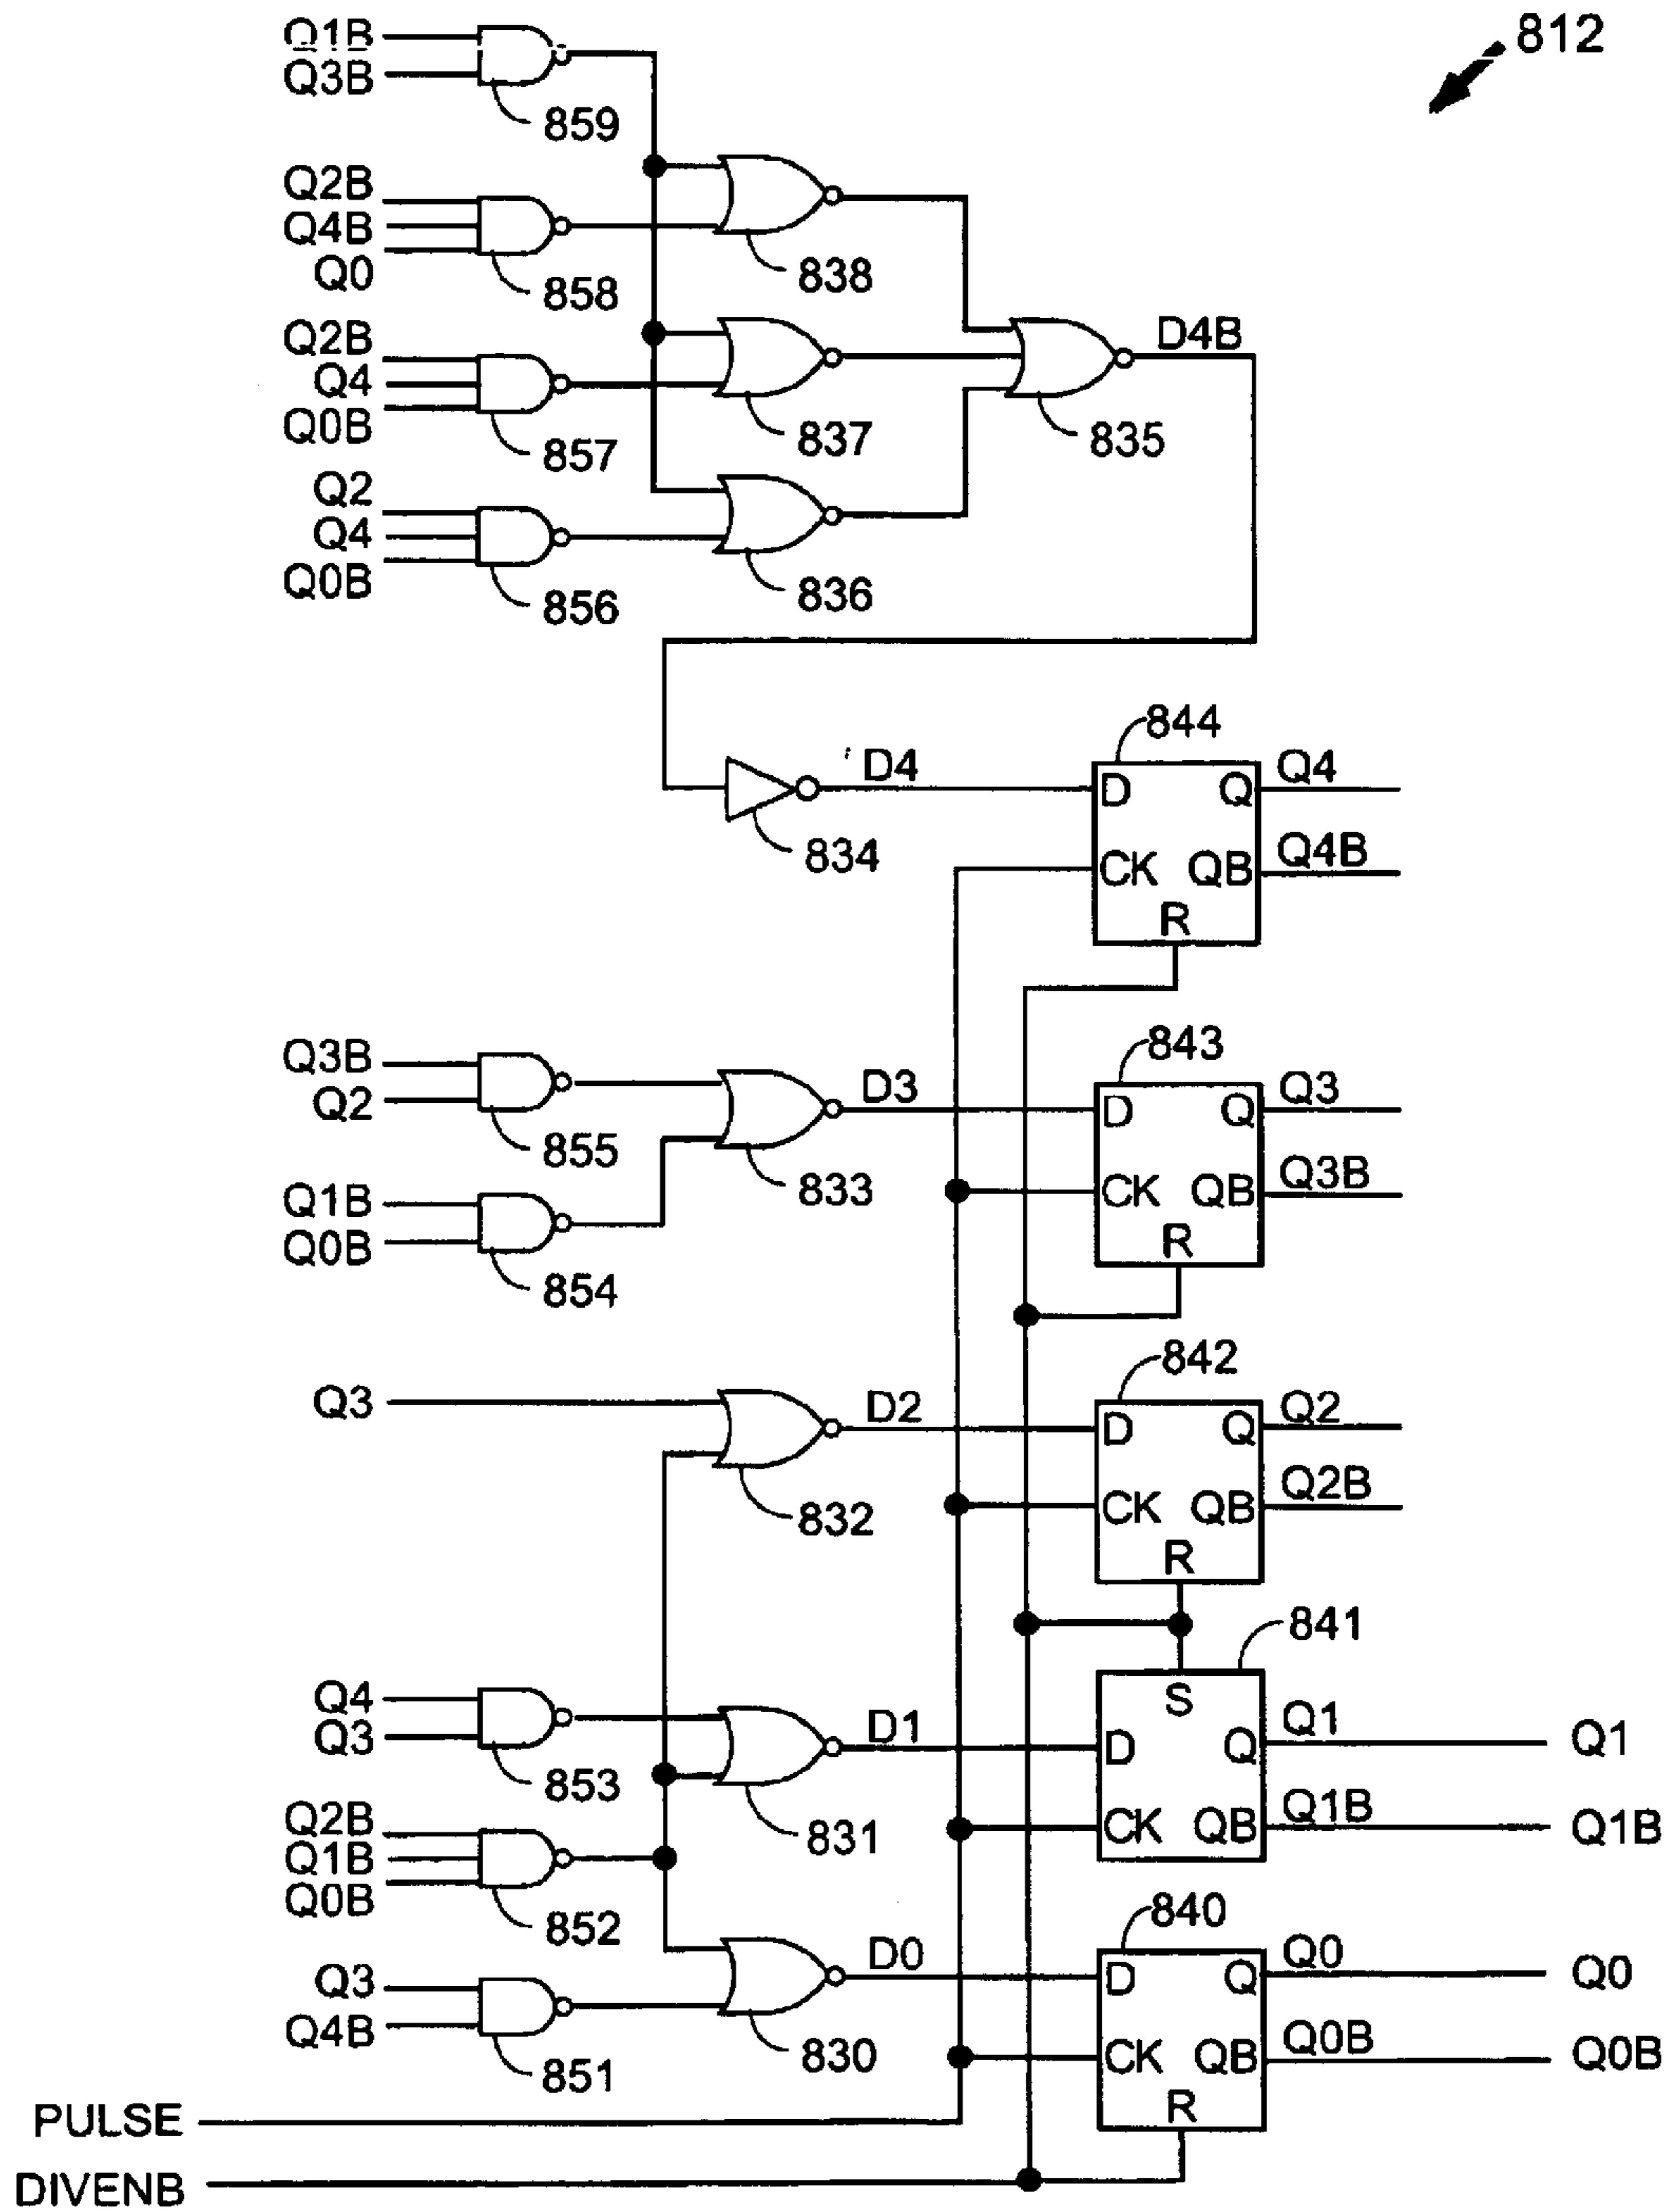 812
Q1B
Q3B
859
Q2B
Q4B
Q0
858
838
Q2B
Q4
Q0B
857
837
D4B
835
Q2
Q4
Q0B
856
836
844
D4
834
D Q
CK QB
R
Q4
Q4B
Q3B
Q2
855
Q1B
Q0B
854
D3
833
843
D Q
CK QB
R
Q3
Q3B
Q3
D2
832
842
D Q
CK QB
R
Q2
Q2B
841
Q4
Q3
853
D1
831
S
D Q
CK QB
Q1 Q1
Q1B Q1B
Q2B
Q1B
Q0B
852
840
Q3
Q4B
851
D0
830
D Q
CK QB
R
Q0 Q0
Q0B Q0B
PULSE
DIVENB